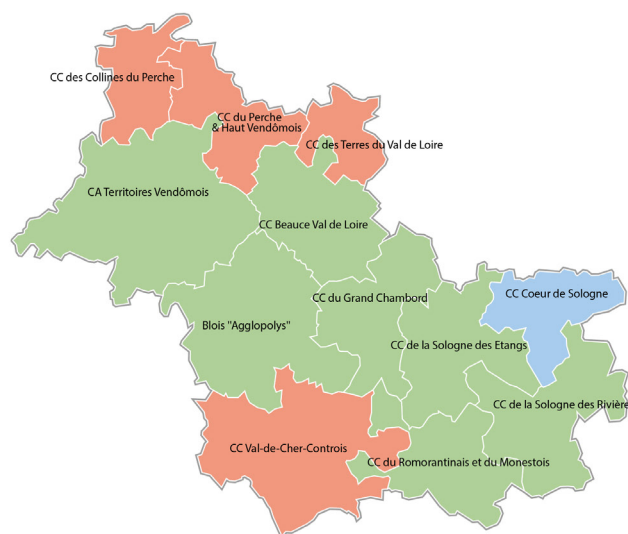 CC des Collines du Perche
CC du Perche
& Haut Vendômois
CC des Terres du Val de Loire
CA Territoires Vendômois
CC Beauce Val de Loire
CC Coeur de Sologne
CC du Grand Chambord
Blois "Agglopolys"
CC de la Sologne des Etangs
CC de la Sologne des Rivière
CC Val-de-Cher-Controis
CC du Romorantinais et du Monestois